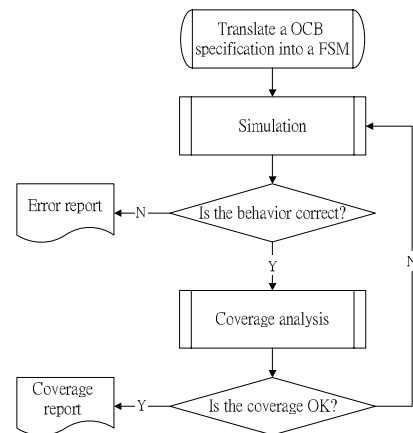 Translate a OCB
specification into a FSM
Simulation
Error report
N
Is the behavior correct?
Y
N
Coverage analysis
Coverage
report
Y
Is the coverage OK?